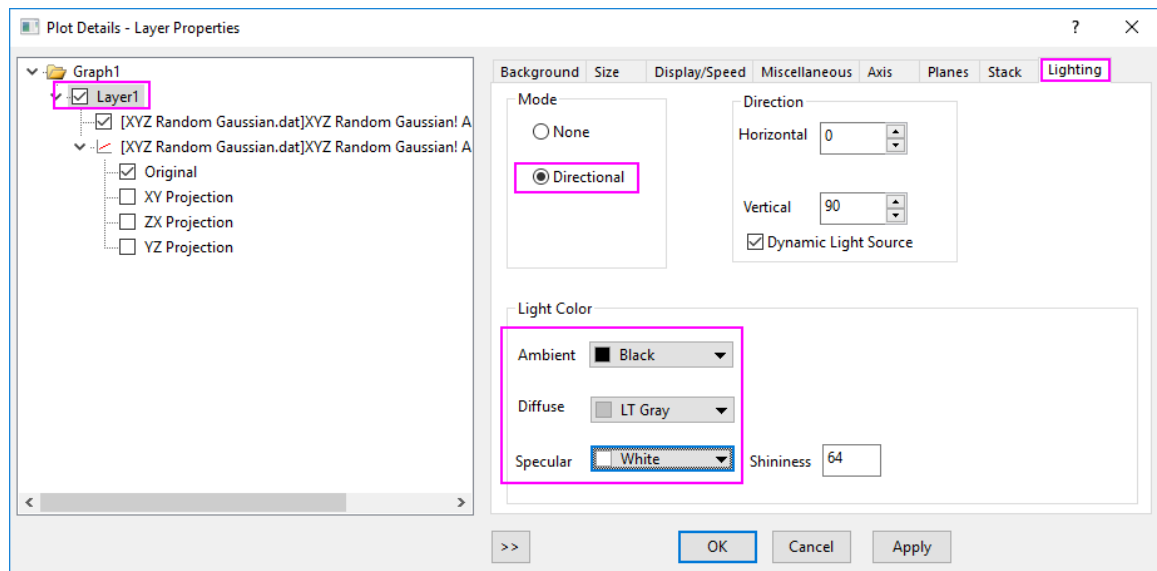 Plot Details - Layer Properties
?
Graph1
Layer1
[XYZ Random Gaussian.dat]XYZ Random Gaussian! A
[XYZ Random Gaussian.dat]XYZ Random Gaussian! A
Original
XY Projection
ZX Projection
YZ Projection
Background Size Display/Speed Miscellaneous Axis Planes Stack Lighting
Mode
None
Directional
Direction
Horizontal 0
Vertical 90
Dynamic Light Source
Light Color
Ambient Black
Diffuse LT Gray
Specular White Shininess 64
>> OK Cancel Apply